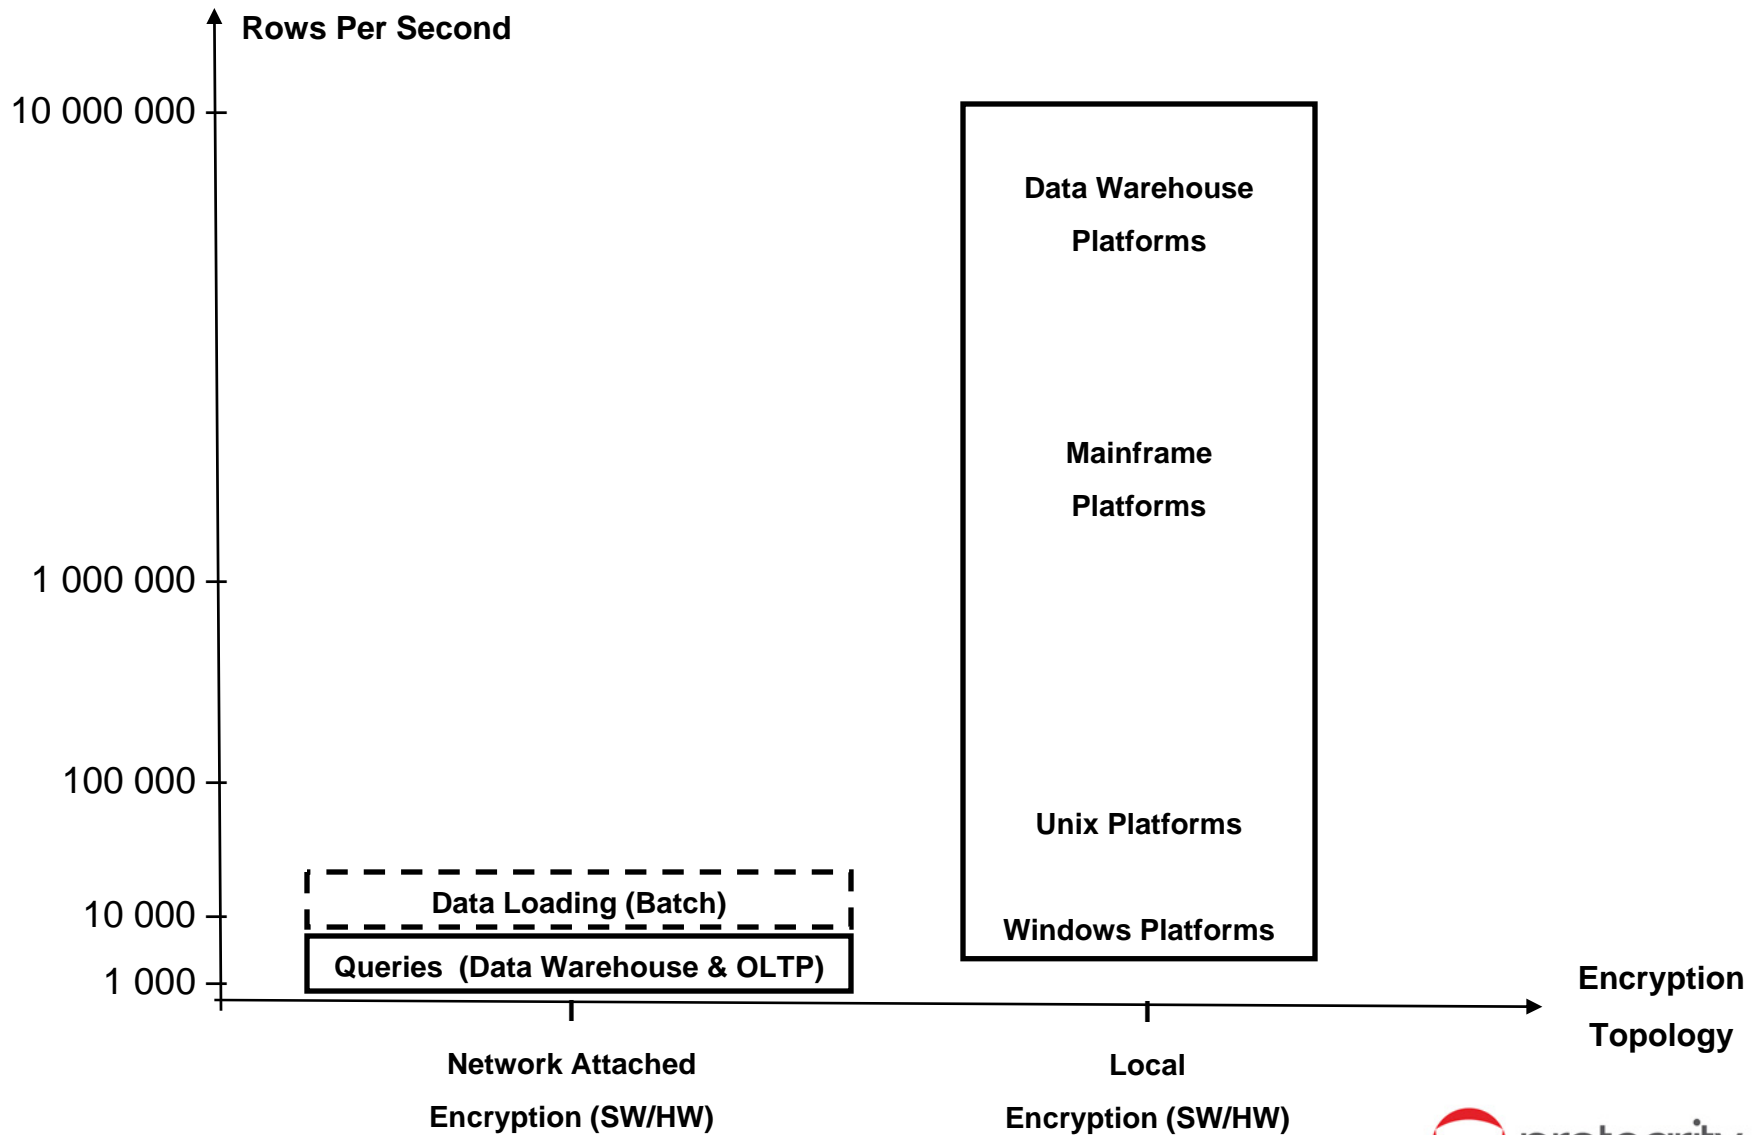 Rows Per Second
10 000 000
Data Warehouse
Platforms
Mainframe
Platforms
1 000 000
100 000
Unix Platforms
Data Loading (Batch)
10 000
Windows Platforms
Queries (Data Warehouse & OLTP)
1 000
Encryption
Topology
Network Attached
Encryption (SW/HW)
Local
Encryption (SW/HW)
protegrity